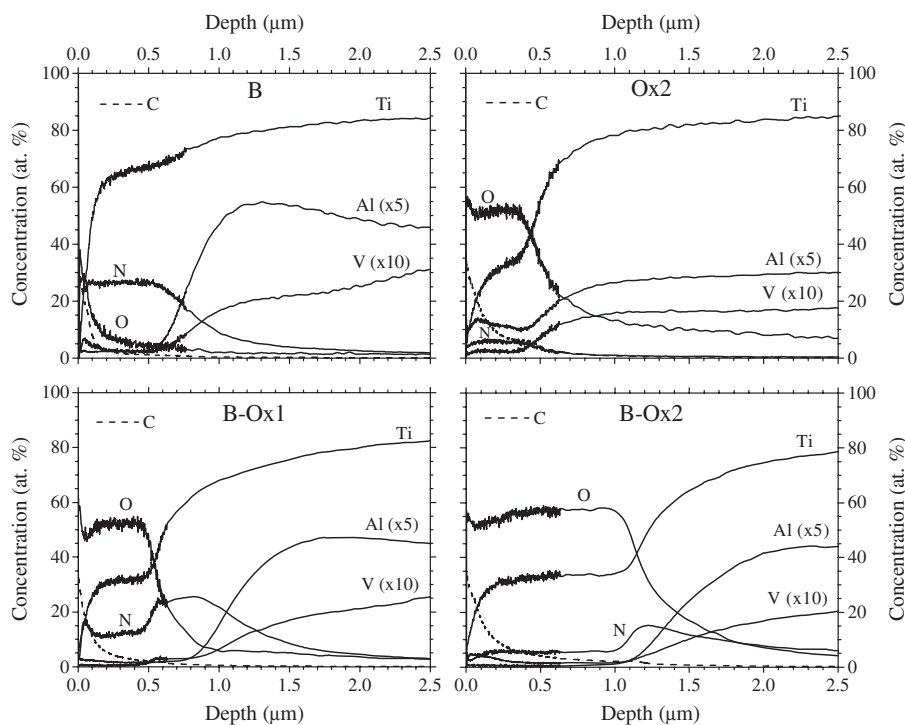 Depth (µm) Depth (µm)
0.0 0.5 1.0 1.5 2.0 2.5 0.0 0.5 1.0 1.5 2.0 2.5
100 100
C B Ti C Ox2 Ti
80 80
60 60
O
Al (x5)
40 40
N V (x10) Al (x5)
V (x10)
20 20
O N
0 0
Concentration (at. %) Concentration (at. %)
100 100
C B-Ox1 Ti C B-Ox2 Ti
80 80
60 O O 60
Al (x5) Al (x5)
40 40
V (x10) V (x10)
20 N N 20
0 0
Concentration (at. %) Concentration (at. %)
0.0 0.5 1.0 1.5 2.0 2.5 0.0 0.5 1.0 1.5 2.0 2.5
Depth (µm) Depth (µm)